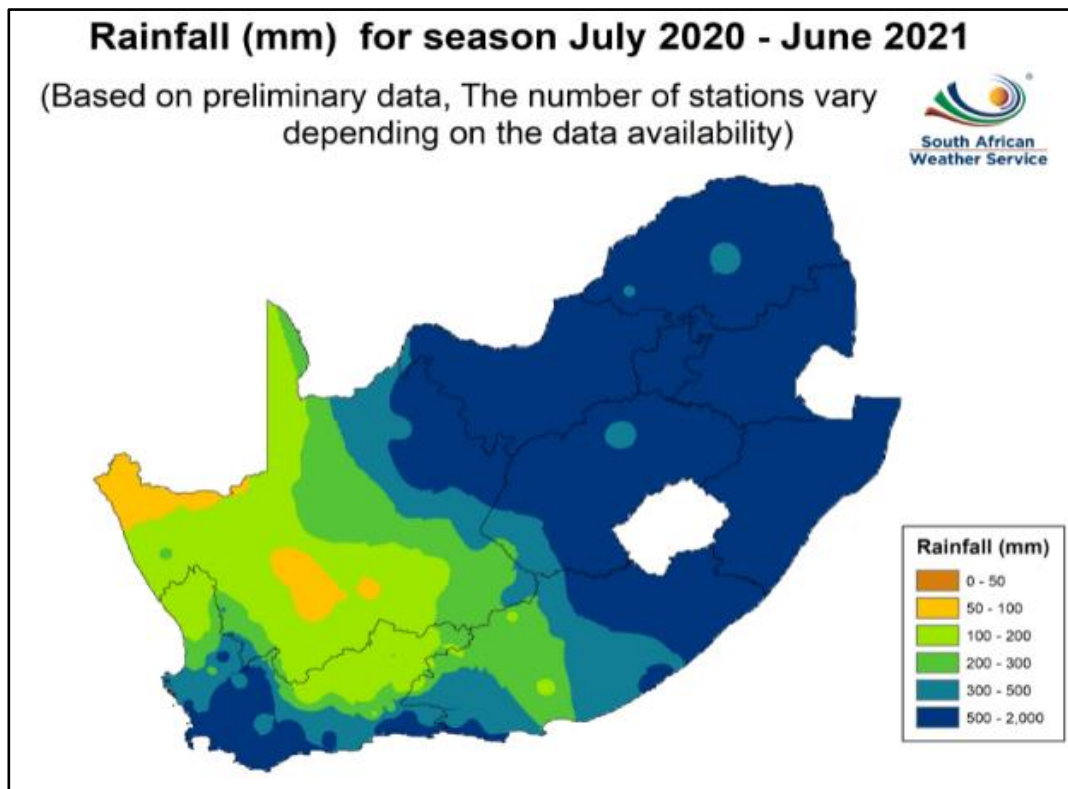 Rainfall (mm)  for season July 2020 - June 2021
(Based on preliminary data, The number of stations vary
depending on the data availability)
®
South African
Weather Service
Rainfall (mm)
0 - 50
50 - 100
100 - 200
200 - 300
300 - 500
500 - 2,000